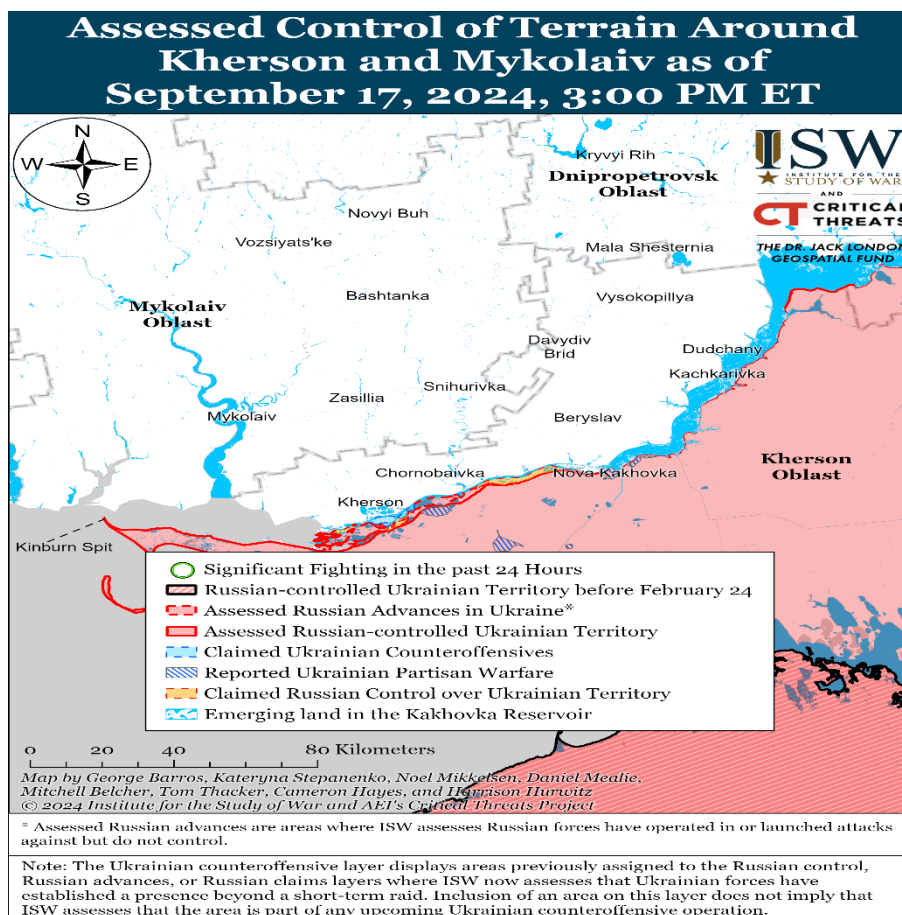 Assessed Control of Terrain Around
Kherson and Mykolaiv as of
September 17, 2024, 3:00 PM ET
N
W E
S
ISW
INSTITUTE FOR THE
STUDY OF WAR
AND
CT CRITICAL
THREATS
THE DR. JACK LONDON
GEOSPATIAL FUND
Kryvyi Rih
Dnipropetrovsk
Oblast
Novyi Buh
Vozsiyats'ke
Mala Shesternia
Bashtanka
Vysokopillya
Mykolaiv
Oblast
Davydiv
Brid
Dudchany
Kachkarivka
Snihurivka
Zasillia
Mykolaiv
Beryslav
Kherson
Oblast
Chornobaivka
Nova Kakhovka
Kherson
Kinburn Spit
Significant Fighting in the past 24 Hours
Russian-controlled Ukrainian Territory before February 24
Assessed Russian Advances in Ukraine*
Assessed Russian-controlled Ukrainian Territory
Claimed Ukrainian Counteroffensives
Reported Ukrainian Partisan Warfare
Claimed Russian Control over Ukrainian Territory
Emerging land in the Kakhovka Reservoir
0 20 40 80 Kilometers
Map by George Barros, Kateryna Stepanenko, Noel Mikkelsen, Daniel Mealie,
Mitchell Belcher, Tom Thacker, Cameron Hayes, and Harrison Hurwitz
© 2024 Institute for the Study of War and AEI's Critical Threats Project
* Assessed Russian advances are areas where ISW assesses Russian forces have operated in or launched attacks
against but do not control.
Note: The Ukrainian counteroffensive layer displays areas previously assigned to the Russian control,
Russian advances, or Russian claims layers where ISW now assesses that Ukrainian forces have
established a presence beyond a short-term raid. Inclusion of an area on this layer does not imply that
ISW assesses that the area is part of any upcoming Ukrainian counteroffensive operation.